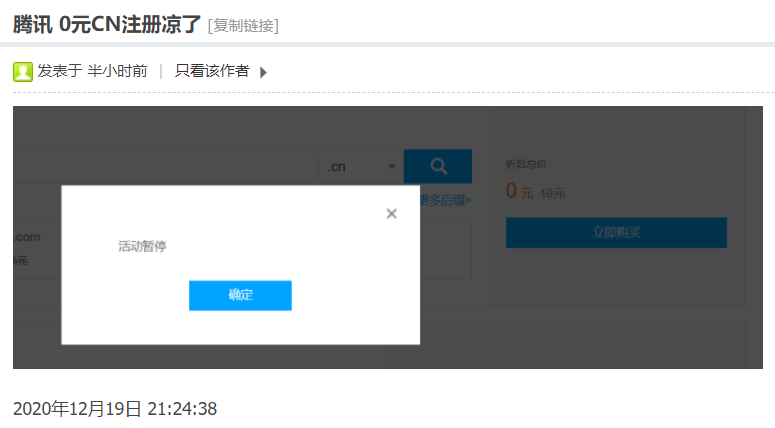 腾讯 0元CN注册凉了 [复制链接]
发表于 半小时前 | 只看该作者
.cn
折后总价
更多后缀>
0 元 19元
.com
立即购买
活动暂停
确定
2020年12月19日 21:24:38